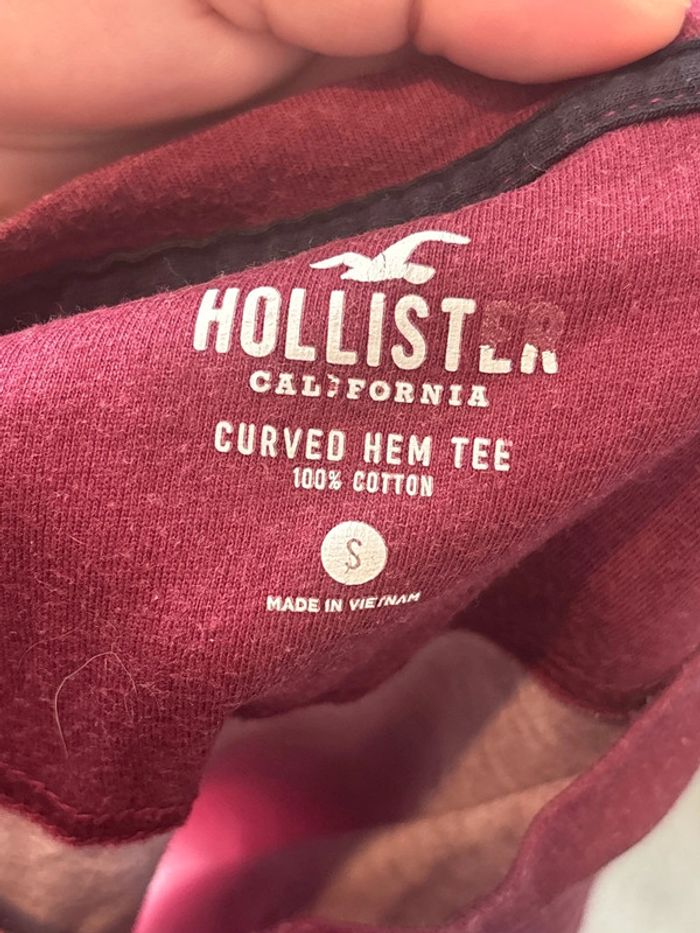 HOLLISTER
CALIFORNIA
CURVED HEM TEE
100% COTTON
S
MADE IN VIETNAM